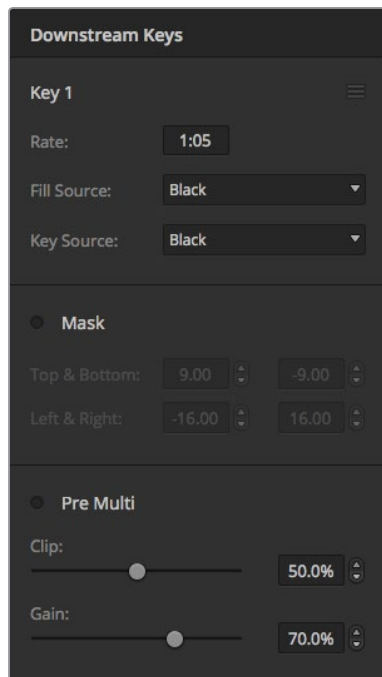 Downstream Keys
Key 1
Rate: 1:05
Fill Source: Black
Key Source: Black
Mask
Top & Bottom: 9.00 -9.00
Left & Right: -16.00 16.00
Pre Multi
Clip:
50.0%
Gain:
70.0%